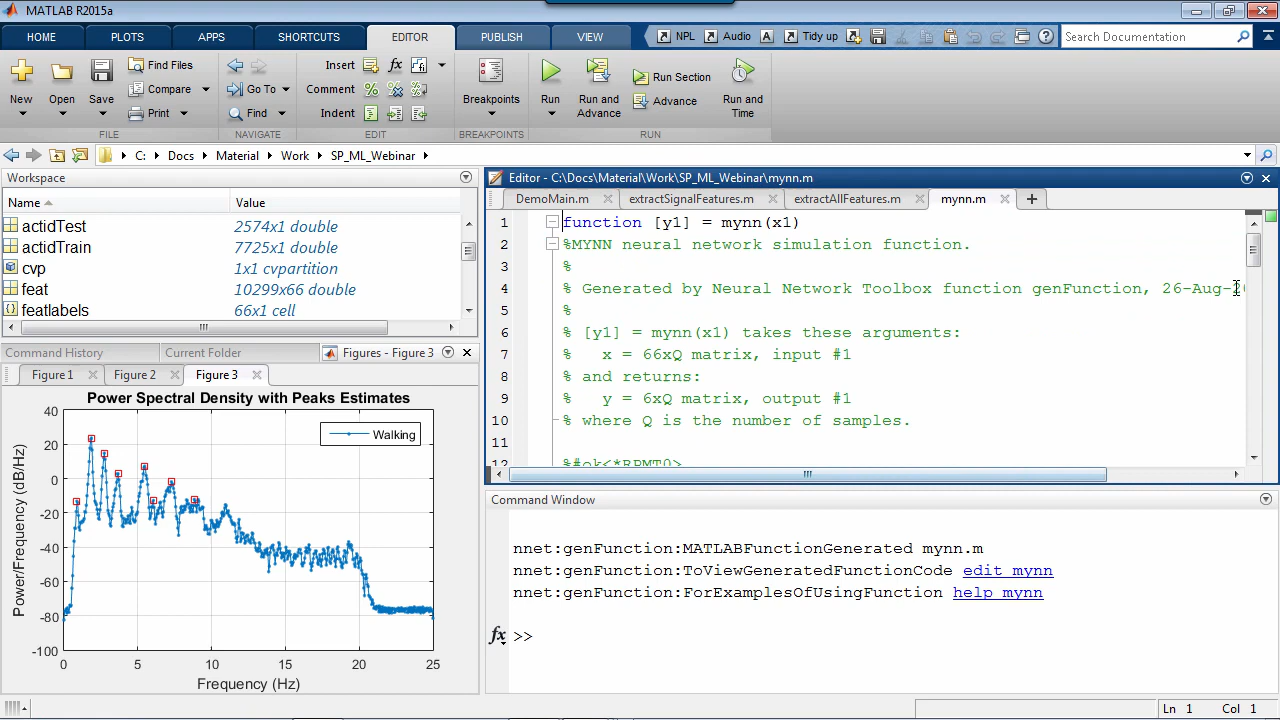 MATLAB R2015a
HOME PLOTS APPS SHORTCUTS EDITOR PUBLISH VIEW NPL Audio A Tidy up Search Documentation
New Open Save Find Files Compare Print
Go To Find
Insert fx
Comment %
Indent
Breakpoints
Run Run and Advance Run Section Advance Run and Time
FILE NAVIGATE EDIT BREAKPOINTS RUN
C: Docs Material Work SP_ML_Webinar
Workspace
Name Value
actidTest 2574x1 double
actidTrain 7725x1 double
cvp 1x1 cvpartition
feat 10299x66 double
featlabels 66x1 cell
Command History Current Folder Figures - Figure 3
Figure 1 Figure 2 Figure 3
Power Spectral Density with Peaks Estimates
Walking
Power/Frequency (dB/Hz)
40
20
0
-20
-40
-60
-80
-100
0 5 10 15 20 25
Frequency (Hz)
Editor - C:\Docs\Material\Work\SP_ML_Webinar\mynn.m
DemoMain.m extractSignalFeatures.m extractAllFeatures.m mynn.m
1 function [y1] = mynn(x1)
2 %MYNN neural network simulation function.
3 %
4 % Generated by Neural Network Toolbox function genFunction, 26-Aug-
5 %
6 % [y1] = mynn(x1) takes these arguments:
7 % x = 66xQ matrix, input #1
8 % and returns:
9 % y = 6xQ matrix, output #1
10 % where Q is the number of samples.
11
12 %#ok<*RPMT0>
Command Window
nnet:genFunction:MATLABFunctionGenerated mynn.m
nnet:genFunction:ToViewGeneratedFunctionCode edit mynn
nnet:genFunction:ForExamplesOfUsingFunction help mynn
fx >>
Ln 1 Col 1